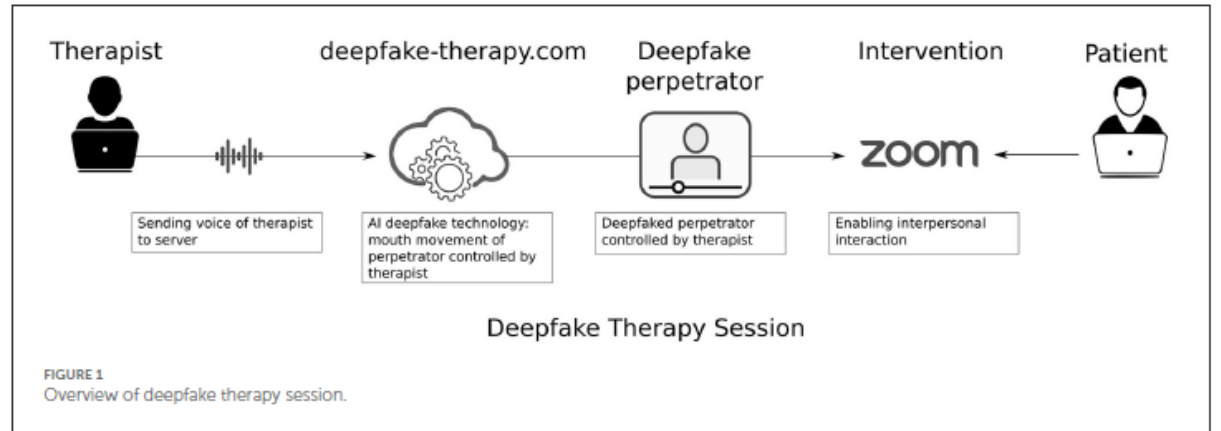 Therapist
deepfake-therapy.com
Deepfake
perpetrator
Intervention
Patient
zoom
Sending voice of therapist
to server
AI deepfake technology:
mouth movement of
perpetrator controlled by
therapist
Deepfaked perpetrator
controlled by therapist
Enabling interpersonal
interaction
Deepfake Therapy Session
FIGURE 1
Overview of deepfake therapy session.